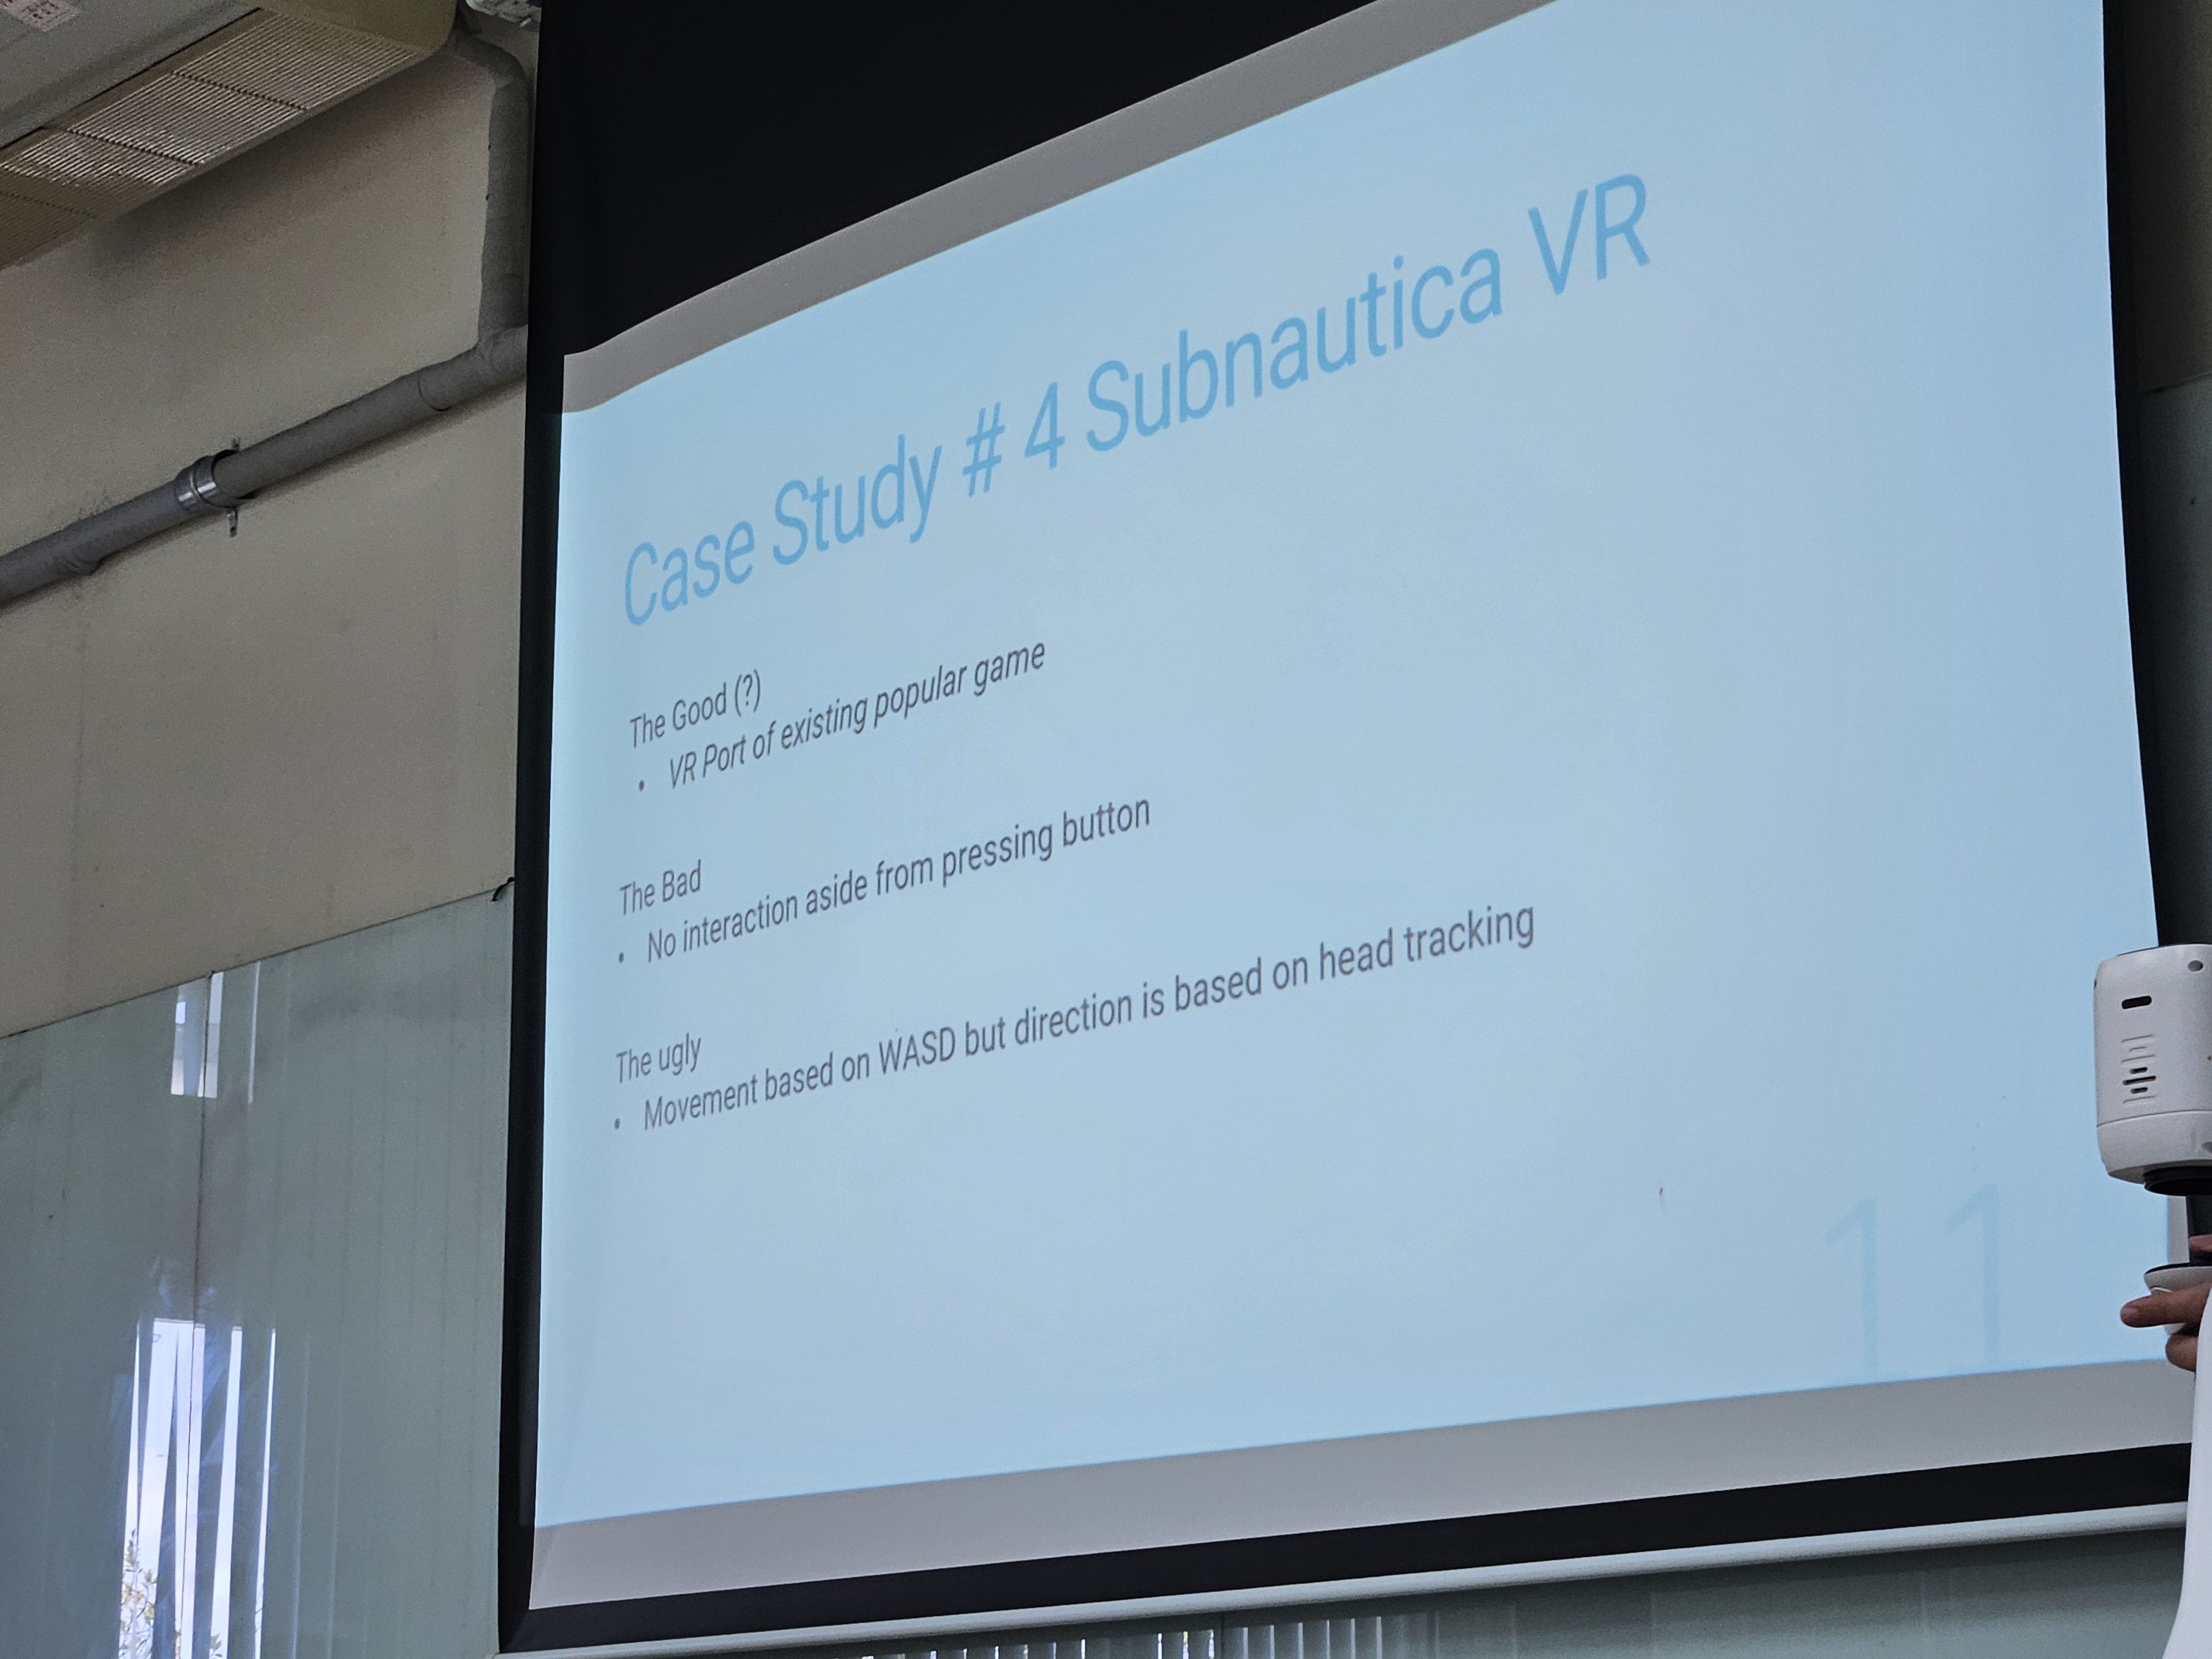 Case Study # 4 Subnautica VR
The Good (?)
• VR Port of existing popular game
The Bad
• No interaction aside from pressing button
The ugly
• Movement based on WASD but direction is based on head tracking
11